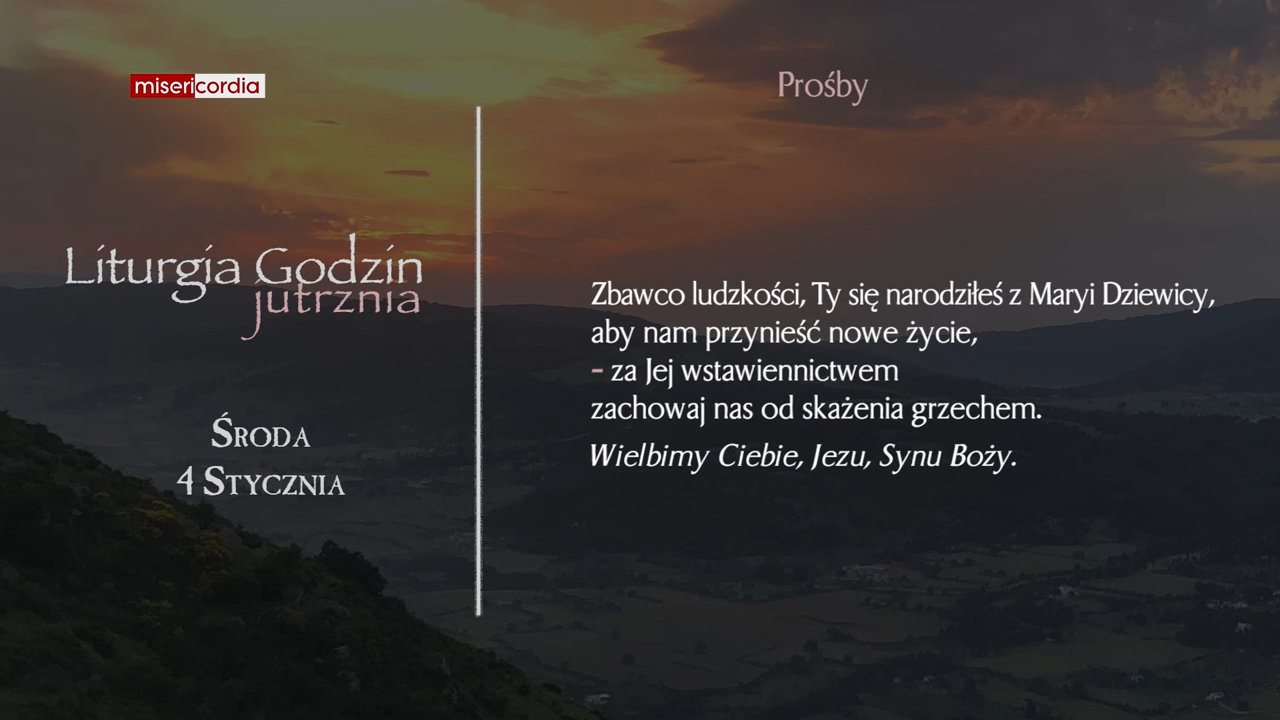 misericordia
Liturgia Godzin
jutrznia
Środa
4 Stycznia
Prośby
Zbawco ludzkości, Ty się narodziłeś z Maryi Dziewicy,
aby nam przynieść nowe życie,
- za Jej wstawiennictwem
zachowaj nas od skażenia grzechem.
Wielbimy Ciebie, Jezu, Synu Boży.